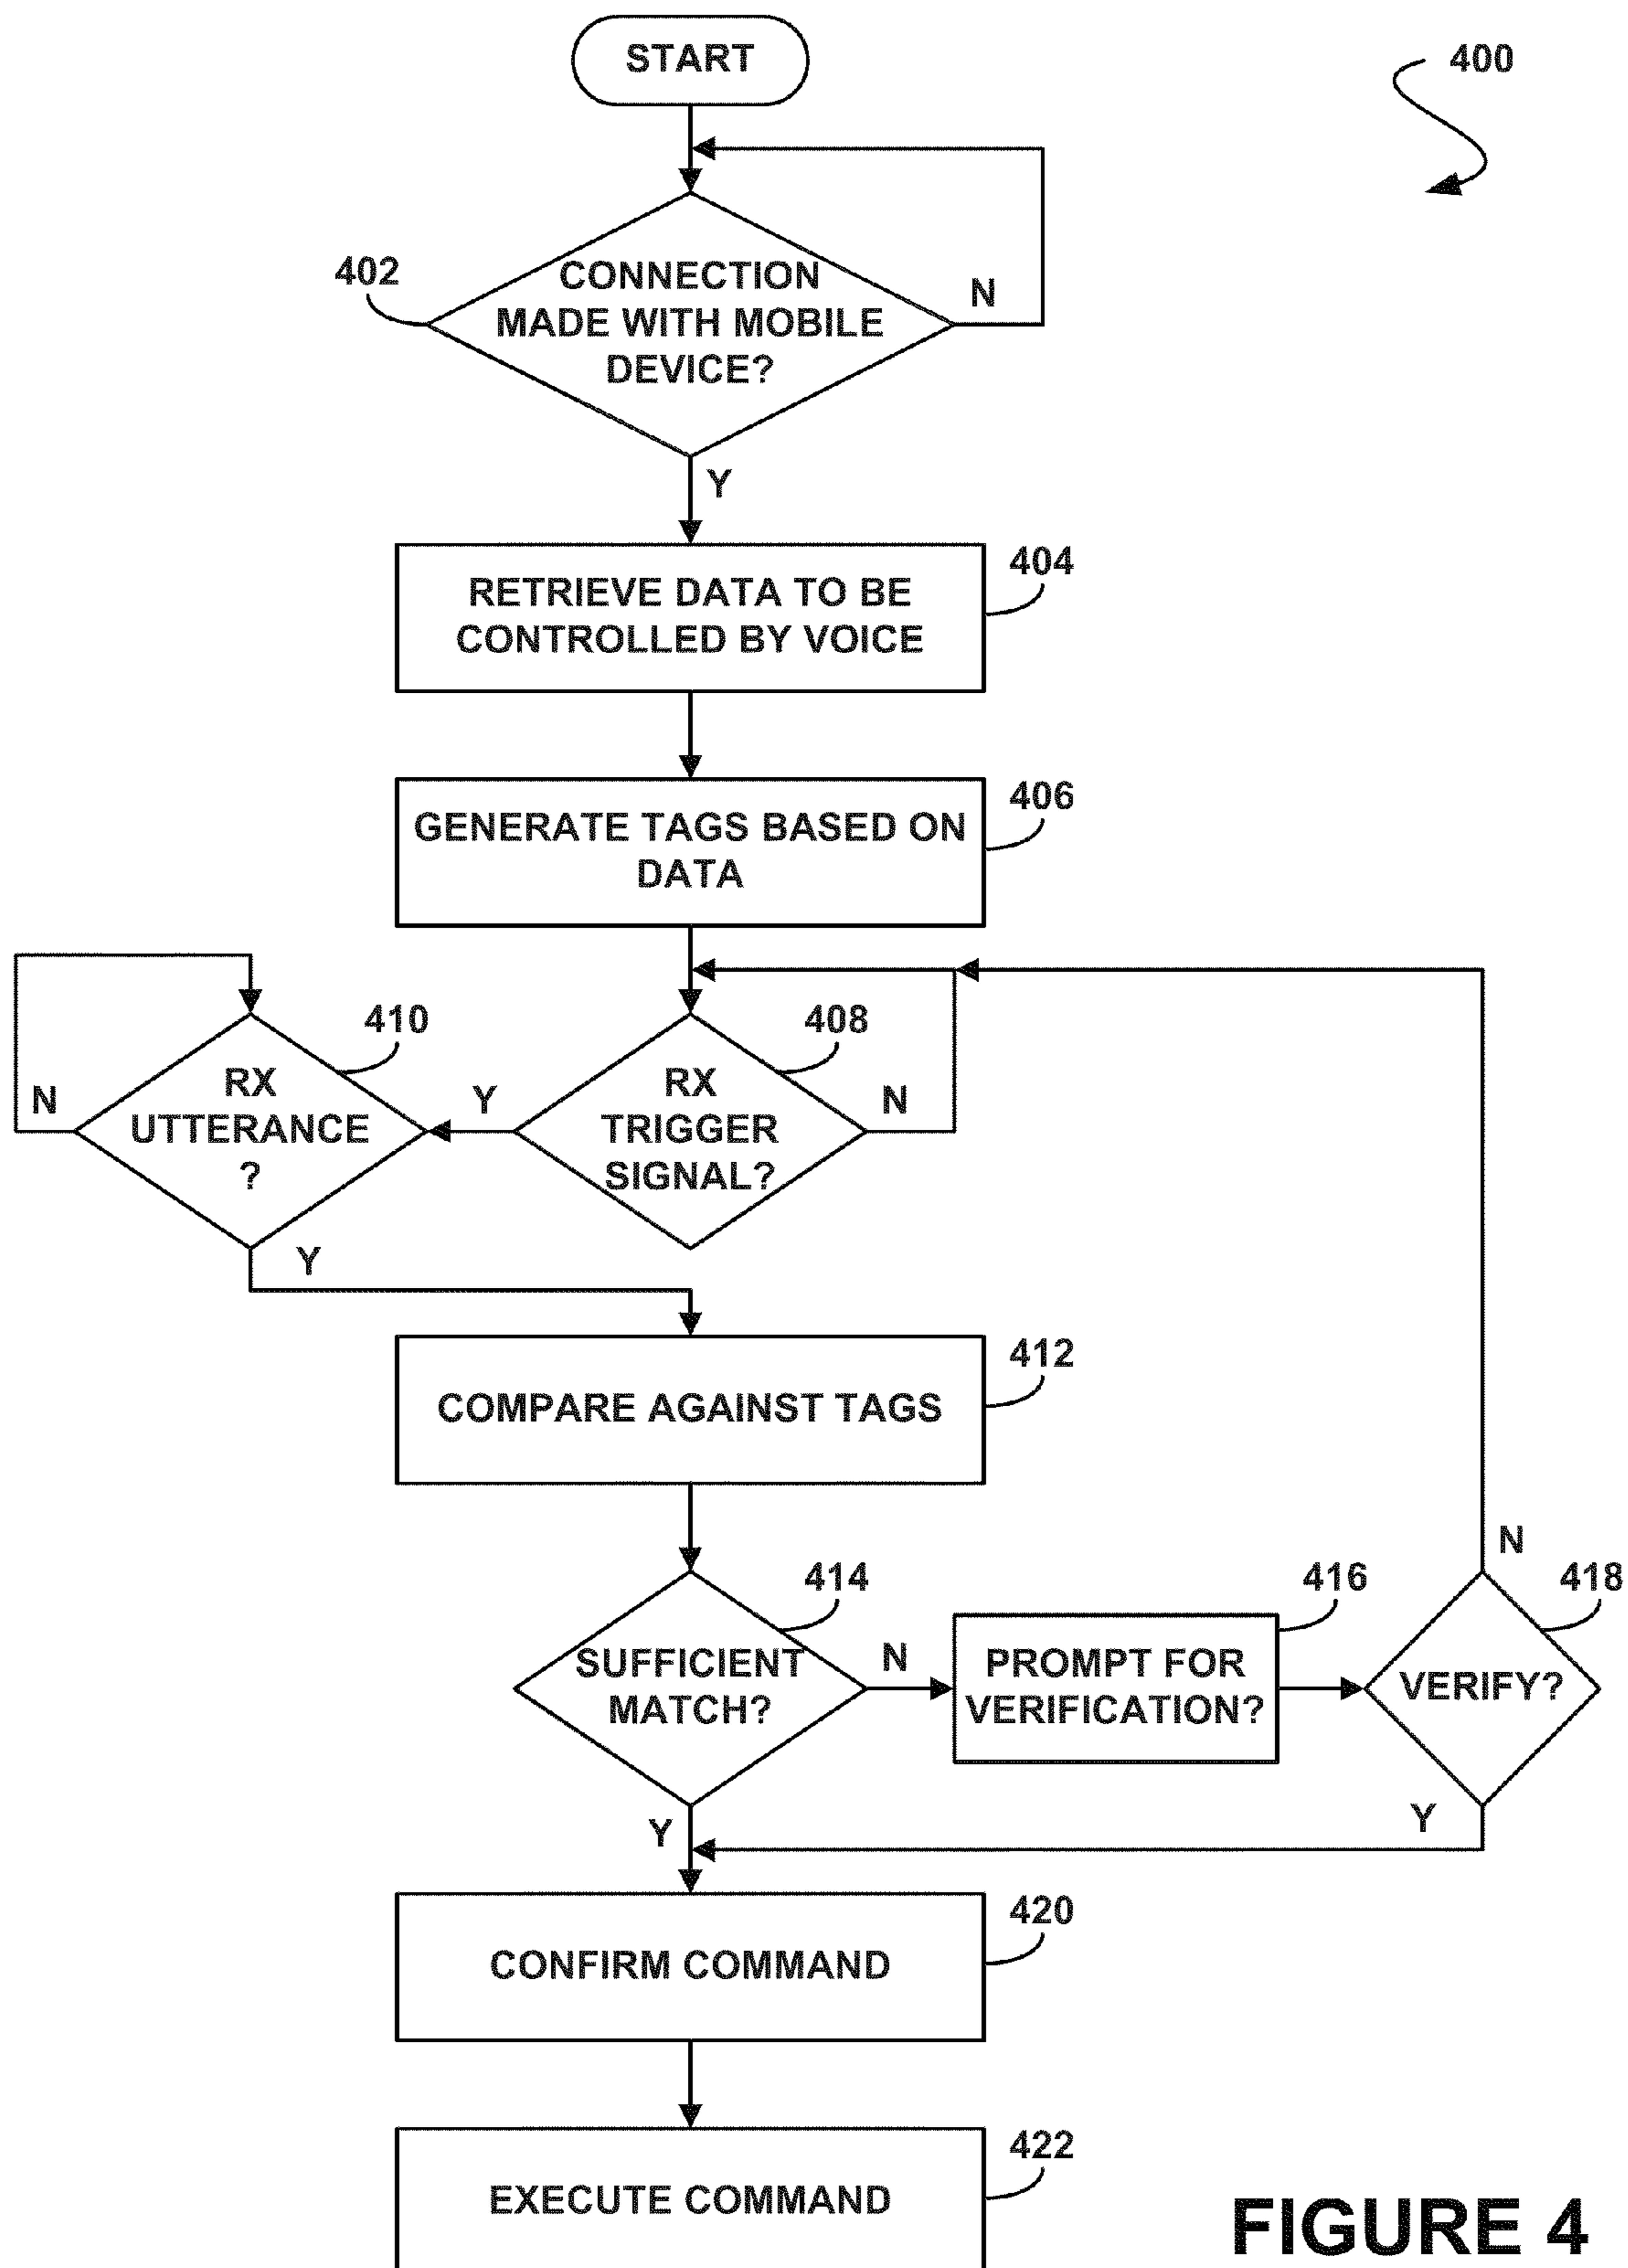 START
400
402
CONNECTION
MADE WITH MOBILE
DEVICE?
N
Y
404
RETRIEVE DATA TO BE
CONTROLLED BY VOICE
406
GENERATE TAGS BASED ON
DATA
410
RX
UTTERANCE
?
N
Y
408
RX
TRIGGER
SIGNAL?
Y
N
412
COMPARE AGAINST TAGS
414
SUFFICIENT
MATCH?
N
Y
416
PROMPT FOR
VERIFICATION?
418
VERIFY?
N
Y
420
CONFIRM COMMAND
422
EXECUTE COMMAND
FIGURE 4